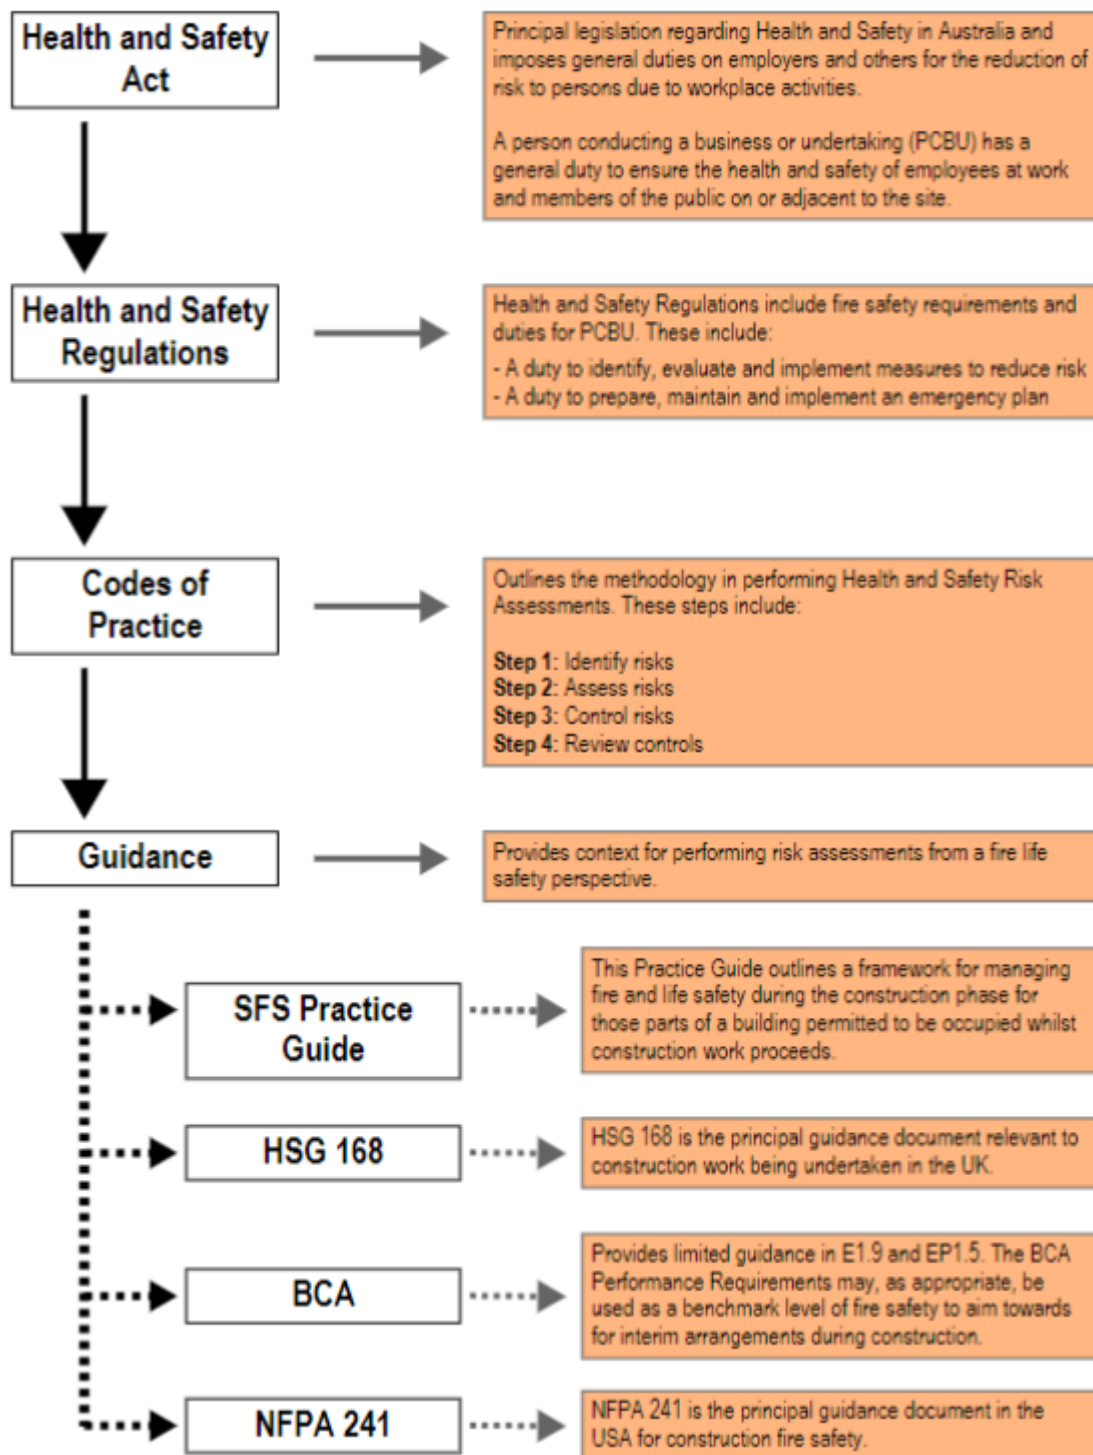 Health and Safety
Act
Principal legislation regarding Health and Safety in Australia and
imposes general duties on employers and others for the reduction of
risk to persons due to workplace activities.
A person conducting a business or undertaking (PCBU) has a
general duty to ensure the health and safety of employees at work
and members of the public on or adjacent to the site.
Health and Safety
Regulations
Health and Safety Regulations include fire safety requirements and
duties for PCBU. These include:
- A duty to identify, evaluate and implement measures to reduce risk
- A duty to prepare, maintain and implement an emergency plan
Codes of
Practice
Outlines the methodology in performing Health and Safety Risk
Assessments. These steps include:
Step 1: Identify risks
Step 2: Assess risks
Step 3: Control risks
Step 4: Review controls
Guidance
Provides context for performing risk assessments from a fire life
safety perspective.
SFS Practice
Guide
This Practice Guide outlines a framework for managing
fire and life safety during the construction phase for
those parts of a building permitted to be occupied whilst
construction work proceeds.
HSG 168
HSG 168 is the principal guidance document relevant to
construction work being undertaken in the UK.
BCA
Provides limited guidance in E1.9 and EP1.5. The BCA
Performance Requirements may, as appropriate, be
used as a benchmark level of fire safety to aim towards
for interim arrangements during construction.
NFPA 241
NFPA 241 is the principal guidance document in the
USA for construction fire safety.